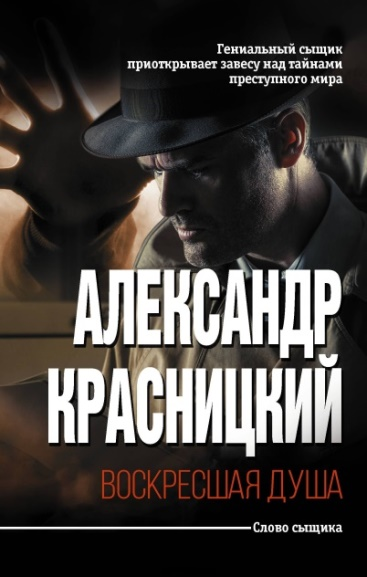 Гениальный сыщик
приоткрывает завесу над тайнами
преступного мира
АЛЕКСАНДР
КРАСНИЦКИЙ
ВОСКРЕСШАЯ ДУША
Слово сыщика